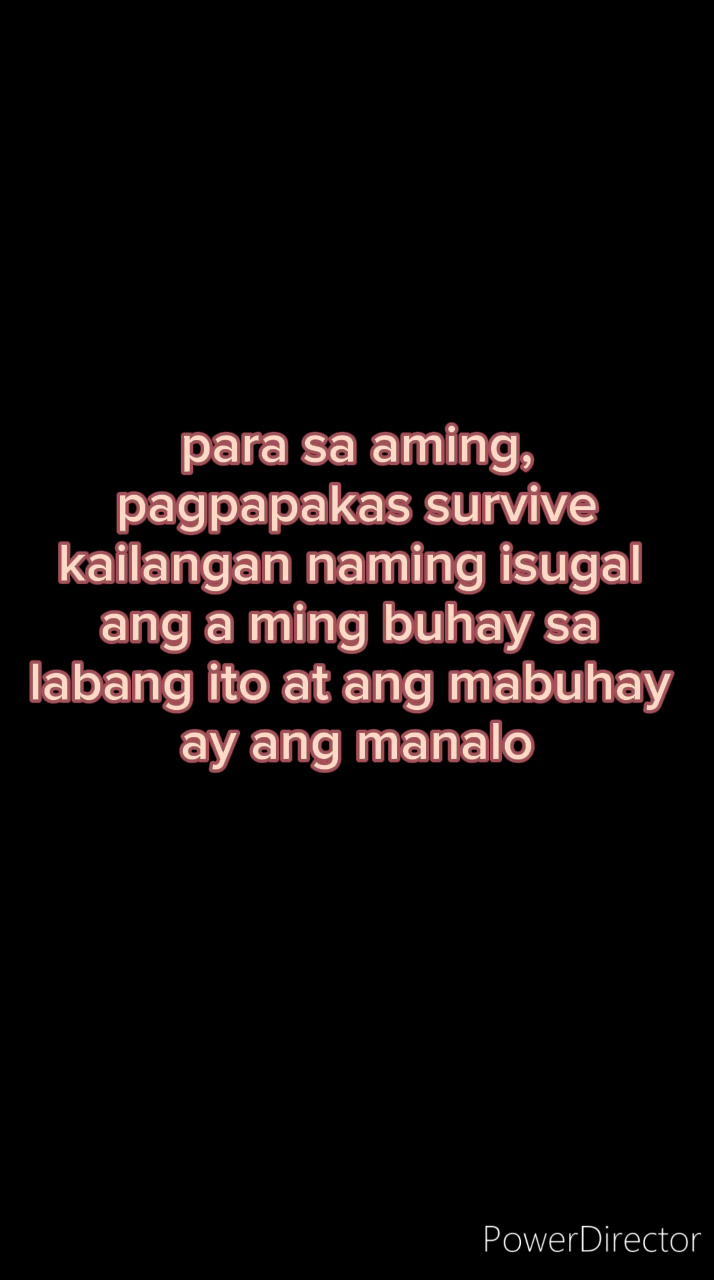 para sa aming,
pagpapakas survive
kailangan naming isugal
ang a ming buhay sa
labang ito at ang mabuhay
ay ang manalo
PowerDirector